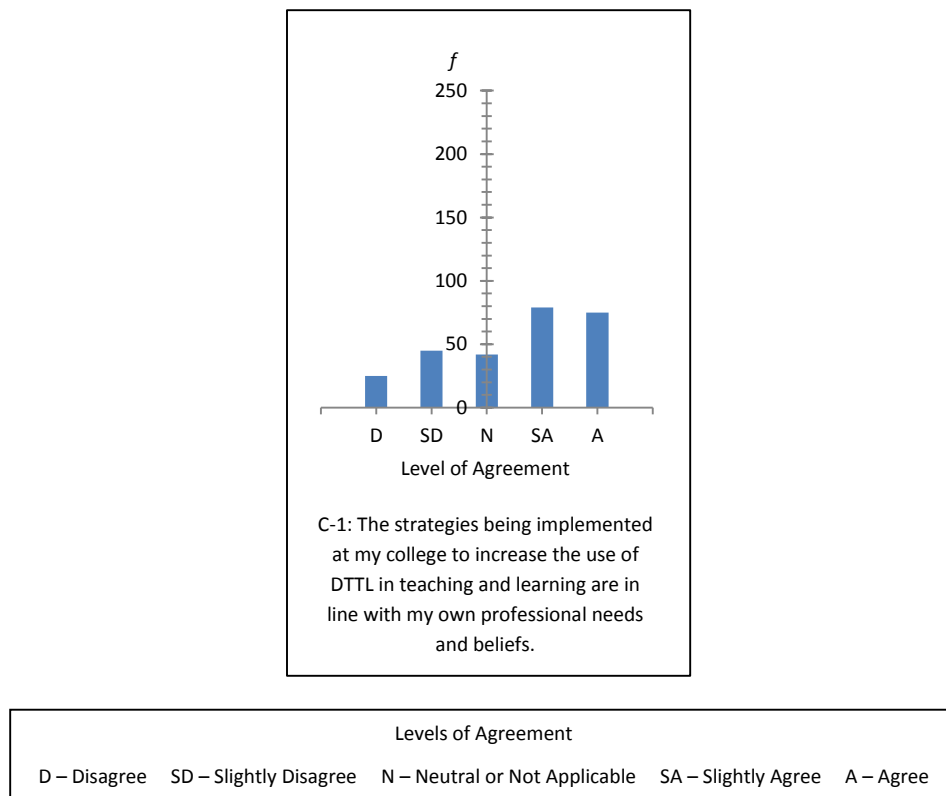 f
250
200
150
100
50
0
D SD N SA A
Level of Agreement
C-1: The strategies being implemented
at my college to increase the use of
DTTL in teaching and learning are in
line with my own professional needs
and beliefs.
Levels of Agreement
D – Disagree SD – Slightly Disagree N – Neutral or Not Applicable SA – Slightly Agree A – Agree